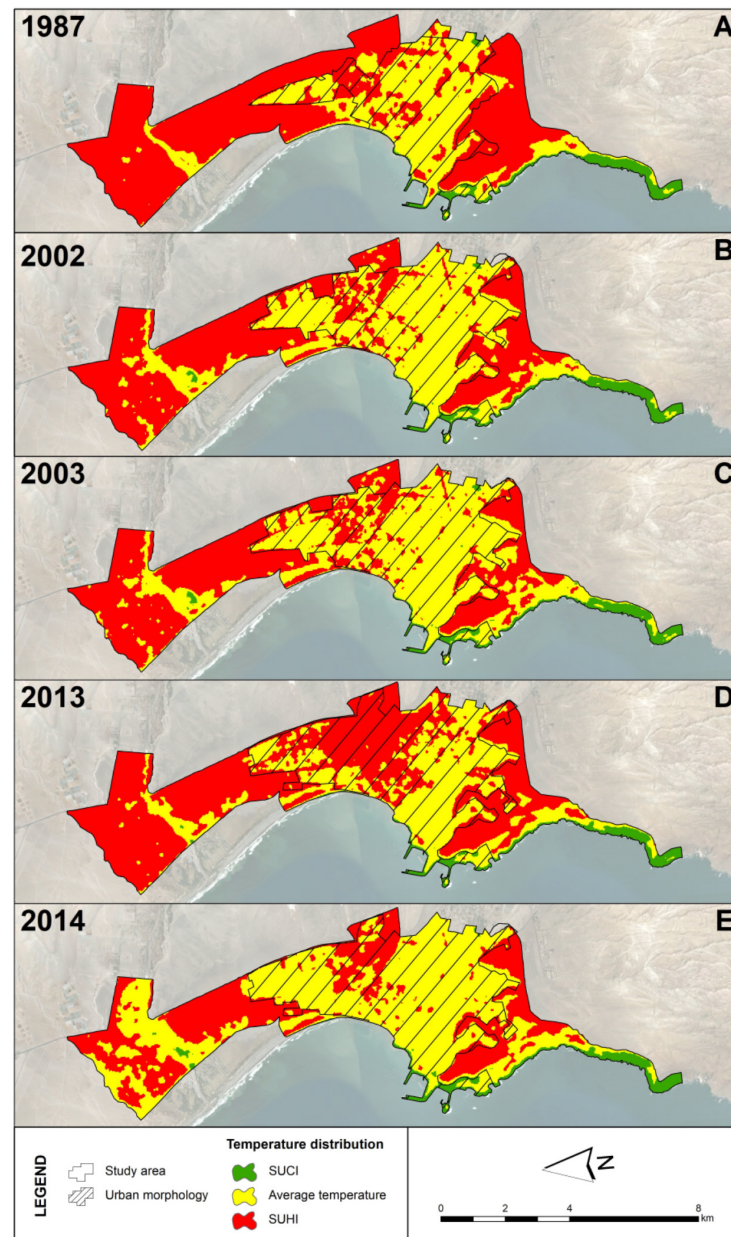 1987
A
2002
B
2003
C
2013
D
2014
E
LEGEND
Temperature distribution
Study area
Urban morphology
SUCI
Average temperature
SUHI
N
0 2 4 8
km